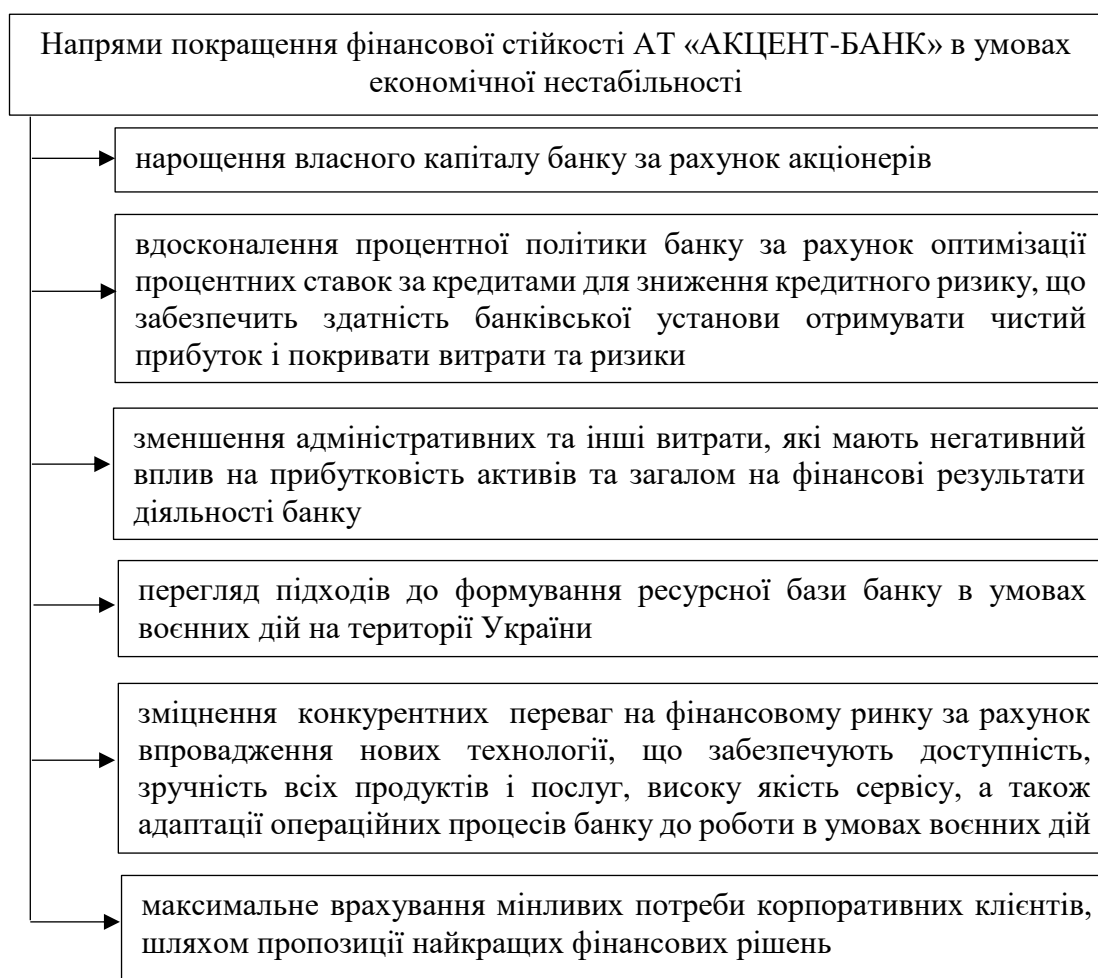 Напрями покращення фінансової стійкості АТ «АКЦЕНТ-БАНК» в умовах
економічної нестабільності
нарощення власного капіталу банку за рахунок акціонерів
вдосконалення процентної політики банку за рахунок оптимізації
процентних ставок за кредитами для зниження кредитного ризику, що
забезпечить здатність банківської установи отримувати чистий
прибуток і покривати витрати та ризики
зменшення адміністративних та інші витрати, які мають негативний
вплив на прибутковість активів та загалом на фінансові результати
діяльності банку
перегляд підходів до формування ресурсної бази банку в умовах
воєнних дій на території України
зміцнення конкурентних переваг на фінансовому ринку за рахунок
впровадження нових технології, що забезпечують доступність,
зручність всіх продуктів і послуг, високу якість сервісу, а також
адаптації операційних процесів банку до роботи в умовах воєнних дій
максимальне врахування мінливих потреби корпоративних клієнтів,
шляхом пропозиції найкращих фінансових рішень